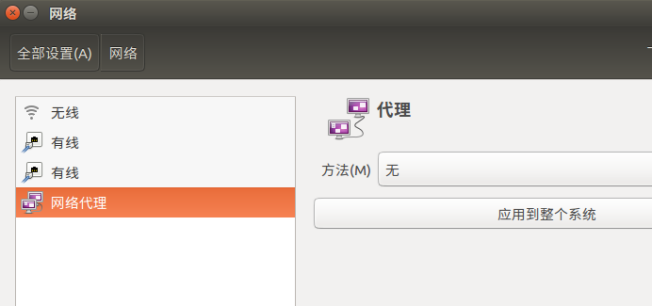 网络
全部设置(A) 网络
无线
有线
有线
网络代理
代理
方法(M) 无
应用到整个系统